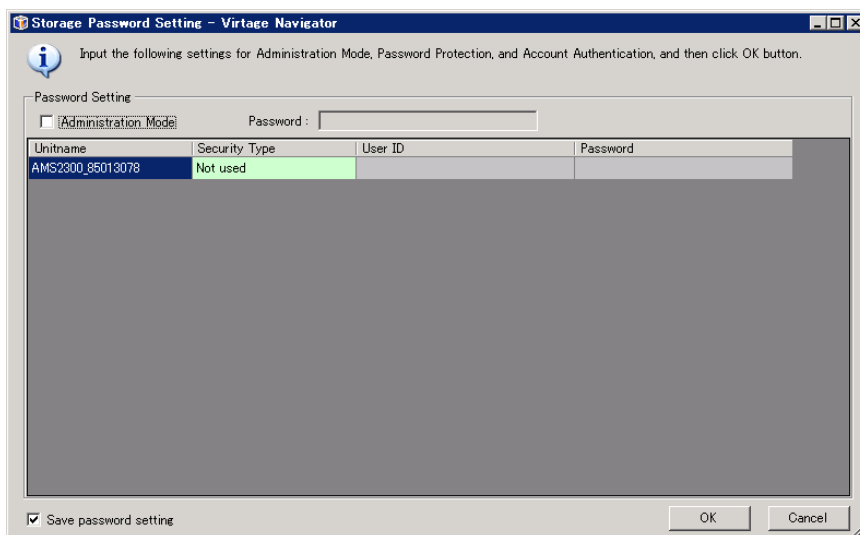 Storage Password Setting - Virtage Navigator
Input the following settings for Administration Mode, Password Protection, and Account Authentication, and then click OK button.
Password Setting
Administration Mode Password :
Unitname Security Type User ID Password
AMS2300_85013078 Not used
Save password setting OK Cancel